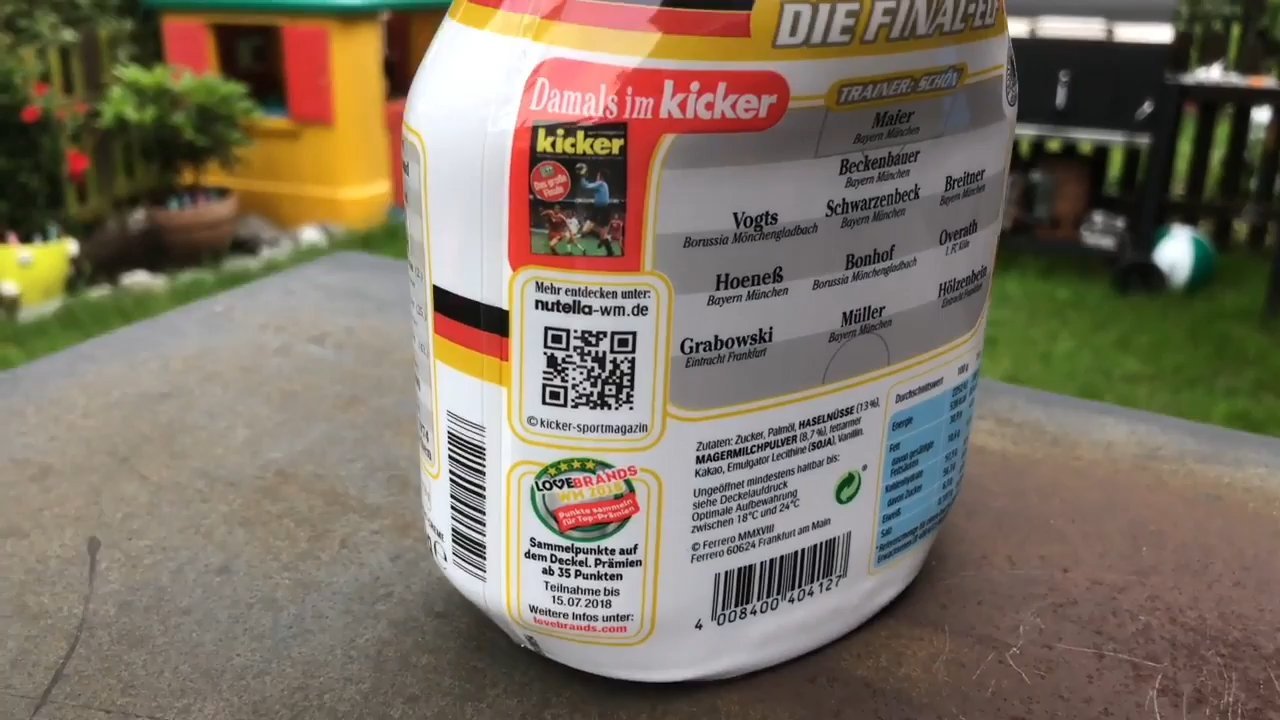 DIE FINAL-EL
Damals im kicker
kicker
Das große
Finale
TRAINER: SCHÖN
Maier
Bayern München
Beckenbauer
Bayern München
Vogts
Borussia Mönchengladbach
Schwarzenbeck
Bayern München
Breitner
Bayern München
Hoeneß
Bayern München
Bonhof
Borussia Mönchengladbach
Overath
1. FC Köln
Grabowski
Eintracht Frankfurt
Müller
Bayern München
Hölzenbein
Eintracht Frankfurt
Mehr entdecken unter:
nutella-wm.de
© kicker-sportmagazin
LOVEBRANDS
WM 2018
Punkte sammeln
für Top-Prämien
Sammelpunkte auf
dem Deckel. Prämien
ab 35 Punkten
Teilnahme bis
15.07.2018
Weitere Infos unter:
lovebrands.com
Zutaten: Zucker, Palmöl, HASELNÜSSE (13%),
MAGERMILCHPULVER (8,7%), fettarmer
Kakao, Emulgator Lecithine (SOJA), Vanillin.
Ungeöffnet mindestens haltbar bis:
siehe Deckelaufdruck
Optimale Aufbewahrung
zwischen 18°C und 24°C
© Ferrero MMXVIII
Ferrero 60624 Frankfurt am Main
4 008400 404127
Durchschnittswert 100 g
Energie
Fett
davon gesättigte
Fettsäuren
Kohlenhydrate
davon Zucker
Eiweiß
Salz